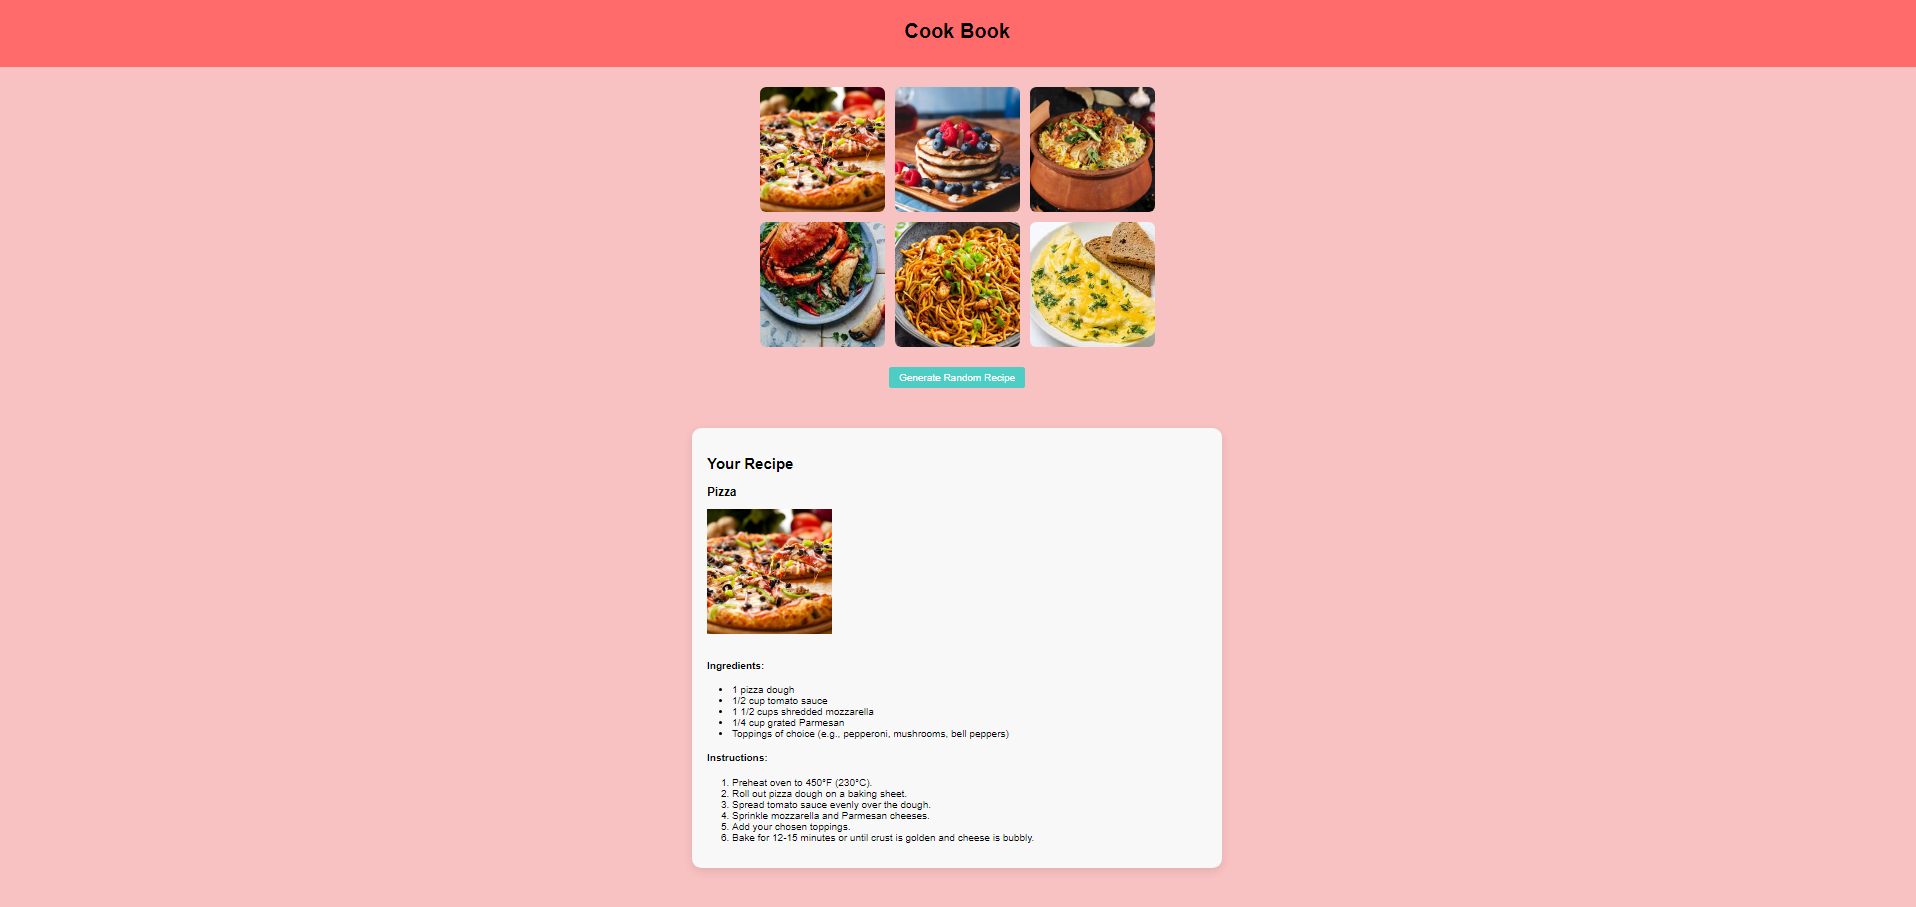 Cook Book
Generate Random Recipe
Your Recipe
Pizza
Ingredients:
• 1 pizza dough
• 1/2 cup tomato sauce
• 1 1/2 cups shredded mozzarella
• 1/4 cup grated Parmesan
• Toppings of choice (e.g., pepperoni, mushrooms, bell peppers)
Instructions:
1. Preheat oven to 450°F (230°C).
2. Roll out pizza dough on a baking sheet.
3. Spread tomato sauce evenly over the dough.
4. Sprinkle mozzarella and Parmesan cheeses.
5. Add your chosen toppings.
6. Bake for 12-15 minutes or until crust is golden and cheese is bubbly.